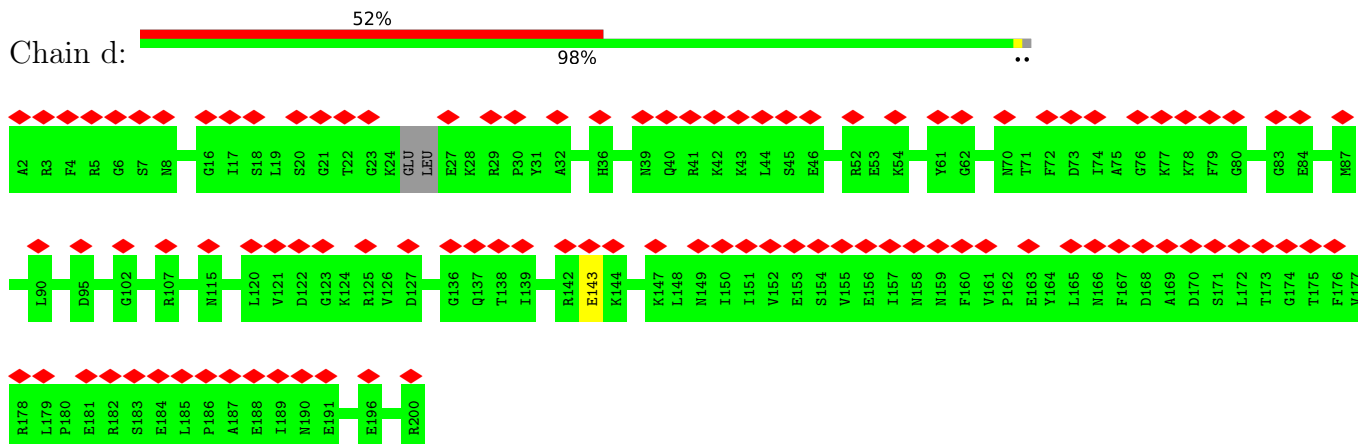 52%
Chain d:
98%
••
A2 R3 F4 R5 G6 S7 N8 G16 I17 S18 L19 S20 G21 T22 G23 K24 GLU LEU E27 K28 R29 P30 Y31 A32 H36 N39 Q40 R41 K42 K43 L44 S45 E46 R52 E53 K54 Y61 G62 N70 T71 F72 D73 I74 A75 G76 K77 K78 F79 G80 G83 E84 M87
L90 D95 G102 R107 N115 L120 V121 D122 G123 K124 R125 V126 D127 G136 Q137 T138 I139 R142 E143 K144 K147 L148 N149 I150 I151 V152 E153 S154 V155 E156 I157 N158 N159 F160 V161 P162 E163 Y164 L165 N166 F167 D168 A169 D170 S171 L172 T173 G174 T175 F176 V177
R178 L179 P180 E181 R182 S183 E184 L185 P186 A187 E188 I189 N190 E191 E196 R200